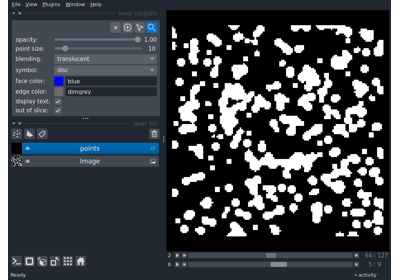 File View Plugins Window Help
layer controls
opacity: 1.00
point size: 10
blending: translucent
symbol: disc
face color: blue
edge color: dimgrey
display text:
out of slice:
layer list
points
Image
2 64 127
0 5 9
activity